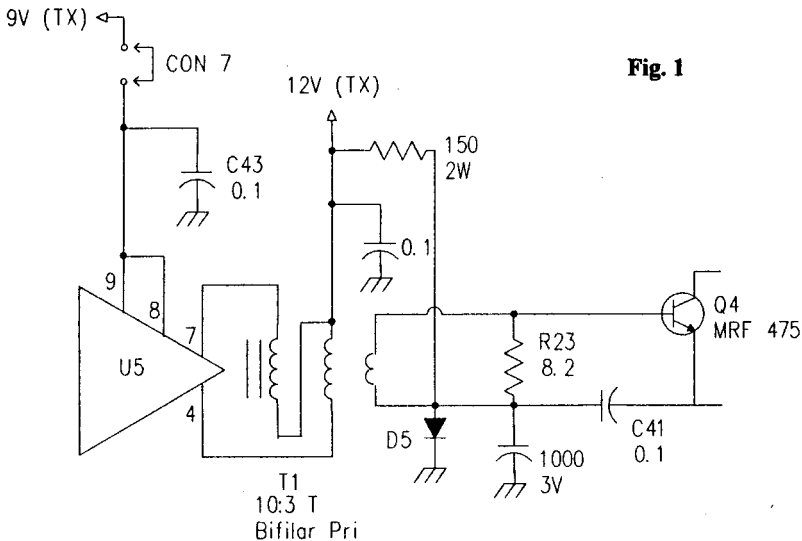 9V (TX)
CON 7
Fig. 1
12V (TX)
150
2W
C43
0.1
0.1
9
8
7
U5
4
Q4
MRF 475
R23
8.2
D5
C41
0.1
1000
3V
T1
10:3 T
Bifilar Pri